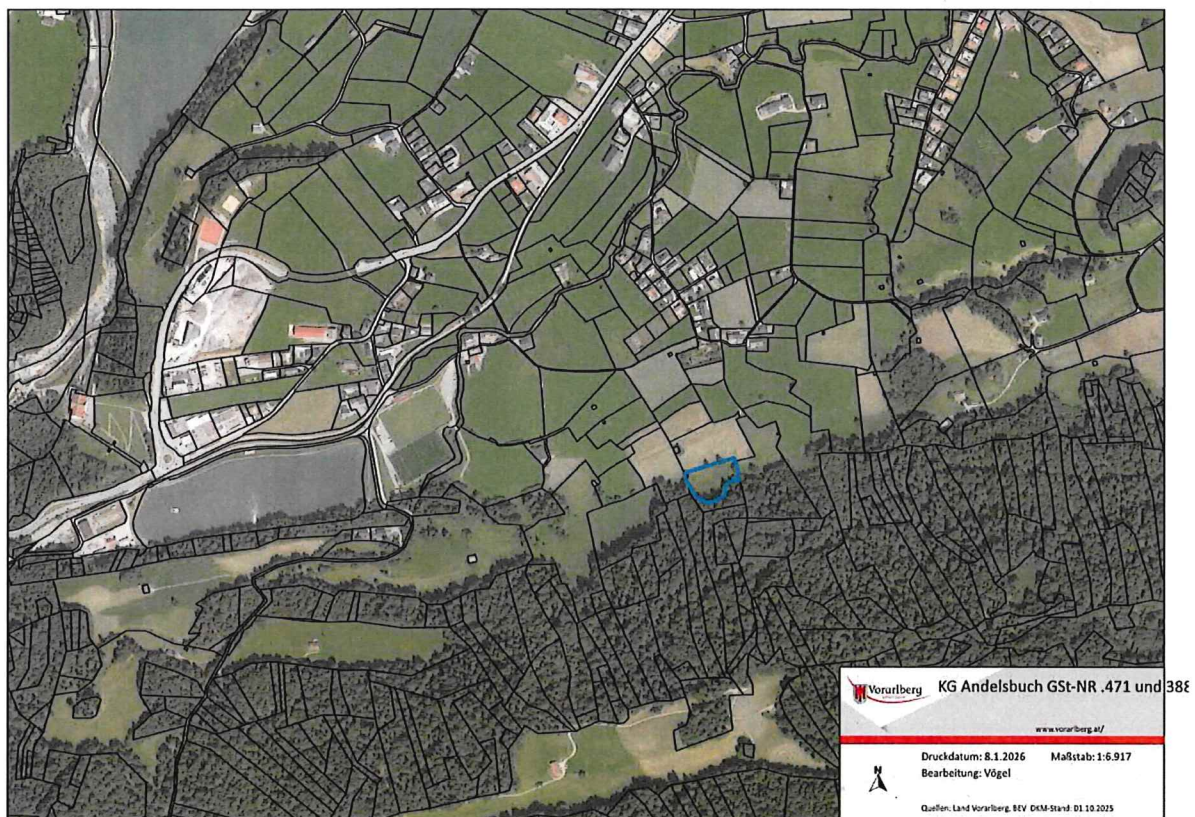 Vorarlberg
KG Andelsbuch GSt-NR .471 und 388
www.vorarlberg.at/
Druckdatum: 8.1.2026 Maßstab: 1:6.917
Bearbeitung: Vögel
N
Quellen: Land Vorarlberg, BEV DKM-Stand: 01.10.2025